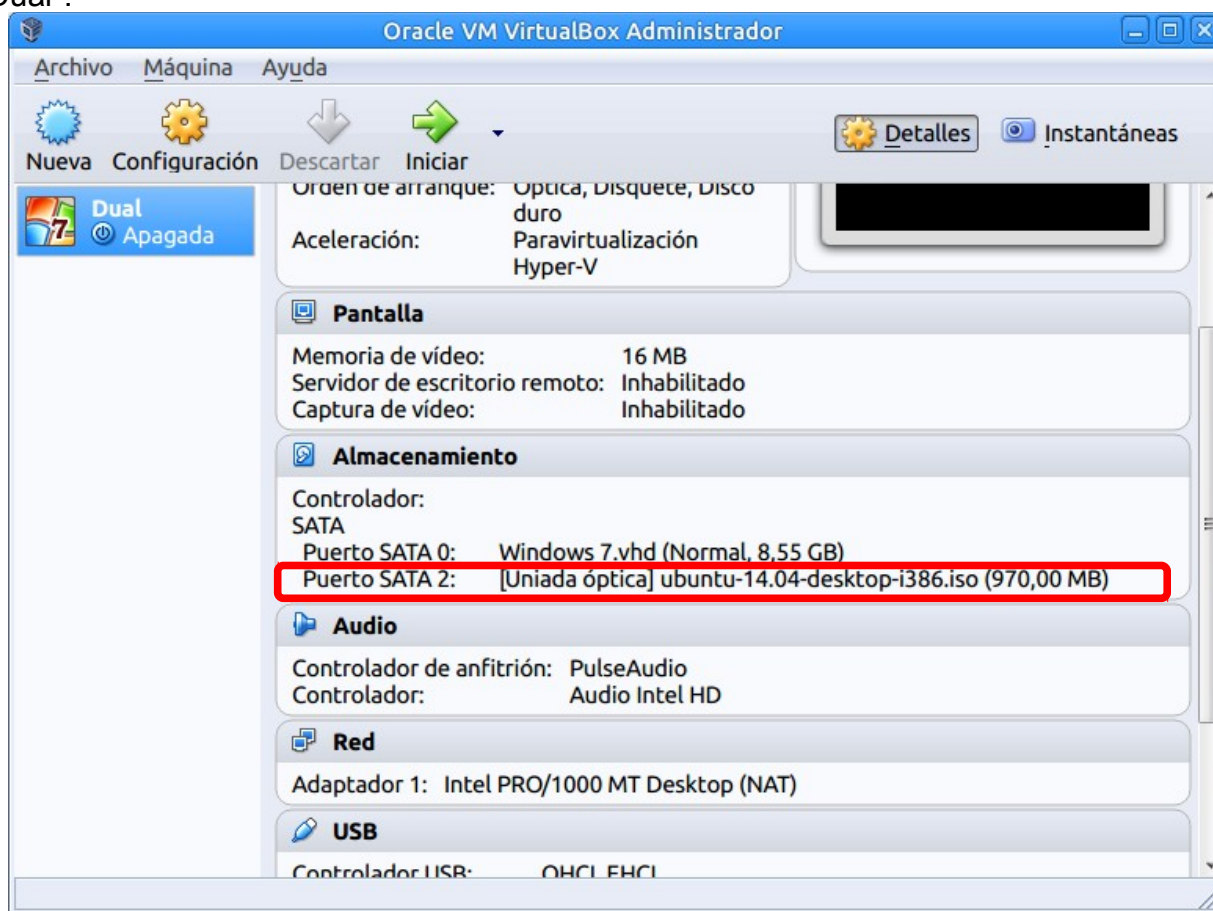 Dual".
Oracle VM VirtualBox Administrador
Archivo Máquina Ayuda
Nueva Configuración Descartar Iniciar Detalles Instantáneas
Dual
Apagada
Orden de arranque: Óptica, Disquete, Disco
duro
Aceleración: Paravirtualización
Hyper-V
Pantalla
Memoria de vídeo: 16 MB
Servidor de escritorio remoto: Inhabilitado
Captura de vídeo: Inhabilitado
Almacenamiento
Controlador:
SATA
Puerto SATA 0: Windows 7.vhd (Normal, 8,55 GB)
Puerto SATA 2: [Uniada óptica] ubuntu-14.04-desktop-i386.iso (970,00 MB)
Audio
Controlador de anfitrión: PulseAudio
Controlador: Audio Intel HD
Red
Adaptador 1: Intel PRO/1000 MT Desktop (NAT)
USB
Controlador USB: OHCI, EHCI